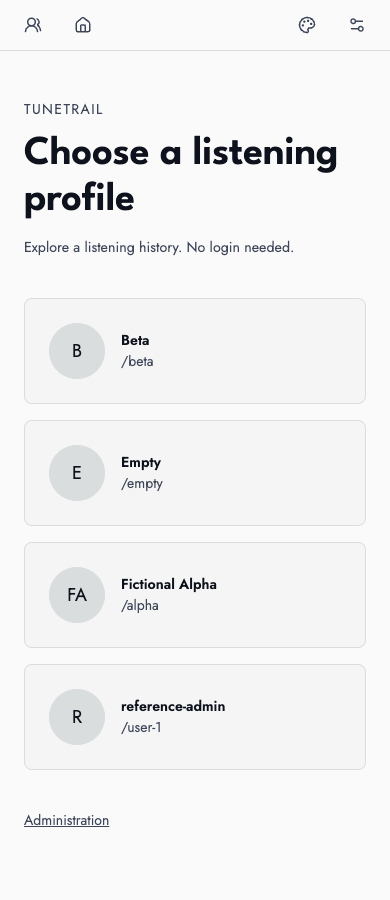 TUNETRAIL
Choose a listening
profile
Explore a listening history. No login needed.
B
Beta
/beta
E
Empty
/empty
FA
Fictional Alpha
/alpha
R
reference-admin
/user-1
Administration